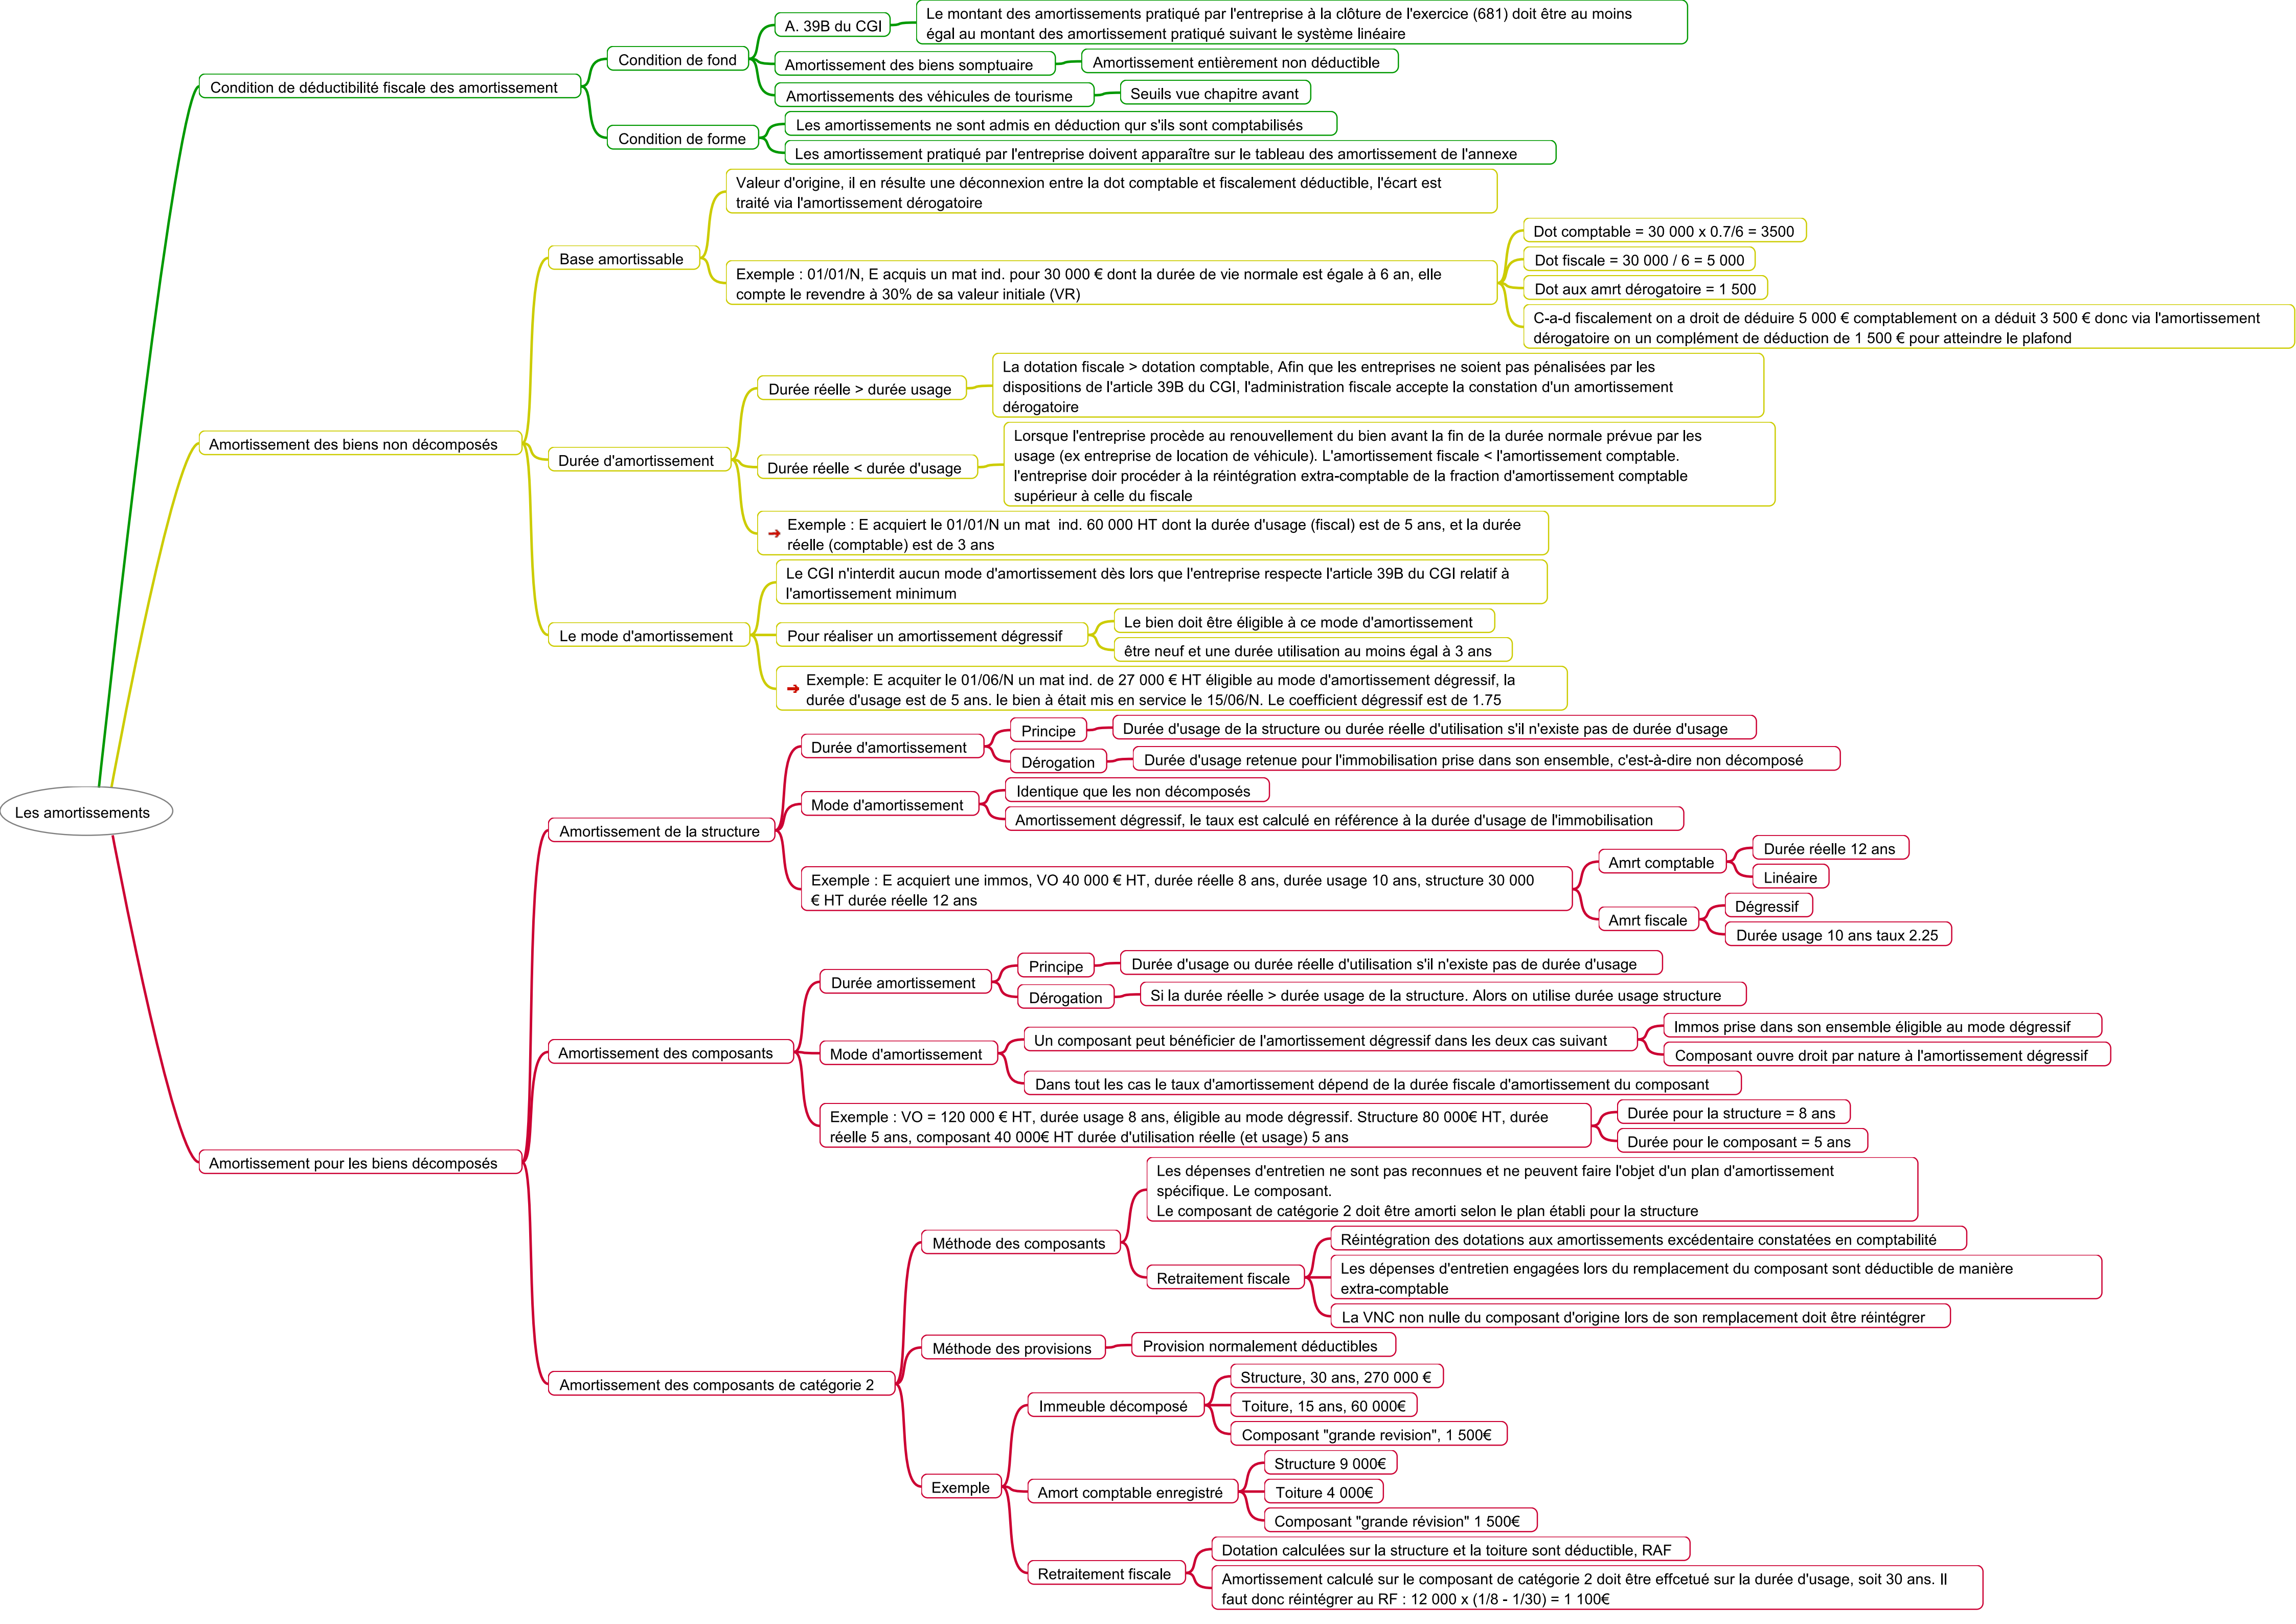 Les amortissements
Condition de déductibilité fiscale des amortissement
Condition de fond
A. 39B du CGI
Le montant des amortissements pratiqué par l'entreprise à la clôture de l'exercice (681) doit être au moins
égal au montant des amortissement pratiqué suivant le système linéaire
Amortissement des biens somptuaire
Amortissement entièrement non déductible
Amortissements des véhicules de tourisme
Seuils vue chapitre avant
Condition de forme
Les amortissements ne sont admis en déduction qur s'ils sont comptabilisés
Les amortissement pratiqué par l'entreprise doivent apparaître sur le tableau des amortissement de l'annexe
Amortissement des biens non décomposés
Base amortissable
Valeur d'origine, il en résulte une déconnexion entre la dot comptable et fiscalement déductible, l'écart est
traité via l'amortissement dérogatoire
Exemple : 01/01/N, E acquis un mat ind. pour 30 000 € dont la durée de vie normale est égale à 6 an, elle
compte le revendre à 30% de sa valeur initiale (VR)
Dot comptable = 30 000 x 0.7/6 = 3500
Dot fiscale = 30 000 / 6 = 5 000
Dot aux amrt dérogatoire = 1 500
C-a-d fiscalement on a droit de déduire 5 000 € comptablement on a déduit 3 500 € donc via l'amortissement
dérogatoire on un complément de déduction de 1 500 € pour atteindre le plafond
Durée d'amortissement
Durée réelle > durée usage
La dotation fiscale > dotation comptable, Afin que les entreprises ne soient pas pénalisées par les
dispositions de l'article 39B du CGI, l'administration fiscale accepte la constation d'un amortissement
dérogatoire
Durée réelle < durée d'usage
Lorsque l'entreprise procède au renouvellement du bien avant la fin de la durée normale prévue par les
usage (ex entreprise de location de véhicule). L'amortissement fiscale < l'amortissement comptable.
l'entreprise doir procéder à la réintégration extra-comptable de la fraction d'amortissement comptable
supérieur à celle du fiscale
Exemple : E acquiert le 01/01/N un mat ind. 60 000 HT dont la durée d'usage (fiscal) est de 5 ans, et la durée
réelle (comptable) est de 3 ans
Le mode d'amortissement
Le CGI n'interdit aucun mode d'amortissement dès lors que l'entreprise respecte l'article 39B du CGI relatif à
l'amortissement minimum
Pour réaliser un amortissement dégressif
Le bien doit être éligible à ce mode d'amortissement
être neuf et une durée utilisation au moins égal à 3 ans
Exemple: E acquiter le 01/06/N un mat ind. de 27 000 € HT éligible au mode d'amortissement dégressif, la
durée d'usage est de 5 ans. le bien à était mis en service le 15/06/N. Le coefficient dégressif est de 1.75
Amortissement pour les biens décomposés
Amortissement de la structure
Durée d'amortissement
Principe
Durée d'usage de la structure ou durée réelle d'utilisation s'il n'existe pas de durée d'usage
Dérogation
Durée d'usage retenue pour l'immobilisation prise dans son ensemble, c'est-à-dire non décomposé
Mode d'amortissement
Identique que les non décomposés
Amortissement dégressif, le taux est calculé en référence à la durée d'usage de l'immobilisation
Exemple : E acquiert une immos, VO 40 000 € HT, durée réelle 8 ans, durée usage 10 ans, structure 30 000
€ HT durée réelle 12 ans
Amrt comptable
Durée réelle 12 ans
Linéaire
Amrt fiscale
Dégressif
Durée usage 10 ans taux 2.25
Amortissement des composants
Durée amortissement
Principe
Durée d'usage ou durée réelle d'utilisation s'il n'existe pas de durée d'usage
Dérogation
Si la durée réelle > durée usage de la structure. Alors on utilise durée usage structure
Mode d'amortissement
Un composant peut bénéficier de l'amortissement dégressif dans les deux cas suivant
Immos prise dans son ensemble éligible au mode dégressif
Composant ouvre droit par nature à l'amortissement dégressif
Dans tout les cas le taux d'amortissement dépend de la durée fiscale d'amortissement du composant
Exemple : VO = 120 000 € HT, durée usage 8 ans, éligible au mode dégressif. Structure 80 000€ HT, durée
réelle 5 ans, composant 40 000€ HT durée d'utilisation réelle (et usage) 5 ans
Durée pour la structure = 8 ans
Durée pour le composant = 5 ans
Amortissement des composants de catégorie 2
Méthode des composants
Les dépenses d'entretien ne sont pas reconnues et ne peuvent faire l'objet d'un plan d'amortissement
spécifique. Le composant.
Le composant de catégorie 2 doit être amorti selon le plan établi pour la structure
Retraitement fiscale
Réintégration des dotations aux amortissements excédentaire constatées en comptabilité
Les dépenses d'entretien engagées lors du remplacement du composant sont déductible de manière
extra-comptable
La VNC non nulle du composant d'origine lors de son remplacement doit être réintégrer
Méthode des provisions
Provision normalement déductibles
Exemple
Immeuble décomposé
Structure, 30 ans, 270 000 €
Toiture, 15 ans, 60 000€
Composant "grande revision", 1 500€
Amort comptable enregistré
Structure 9 000€
Toiture 4 000€
Composant "grande révision" 1 500€
Retraitement fiscale
Dotation calculées sur la structure et la toiture sont déductible, RAF
Amortissement calculé sur le composant de catégorie 2 doit être effcetué sur la durée d'usage, soit 30 ans. Il
faut donc réintégrer au RF : 12 000 x (1/8 - 1/30) = 1 100€